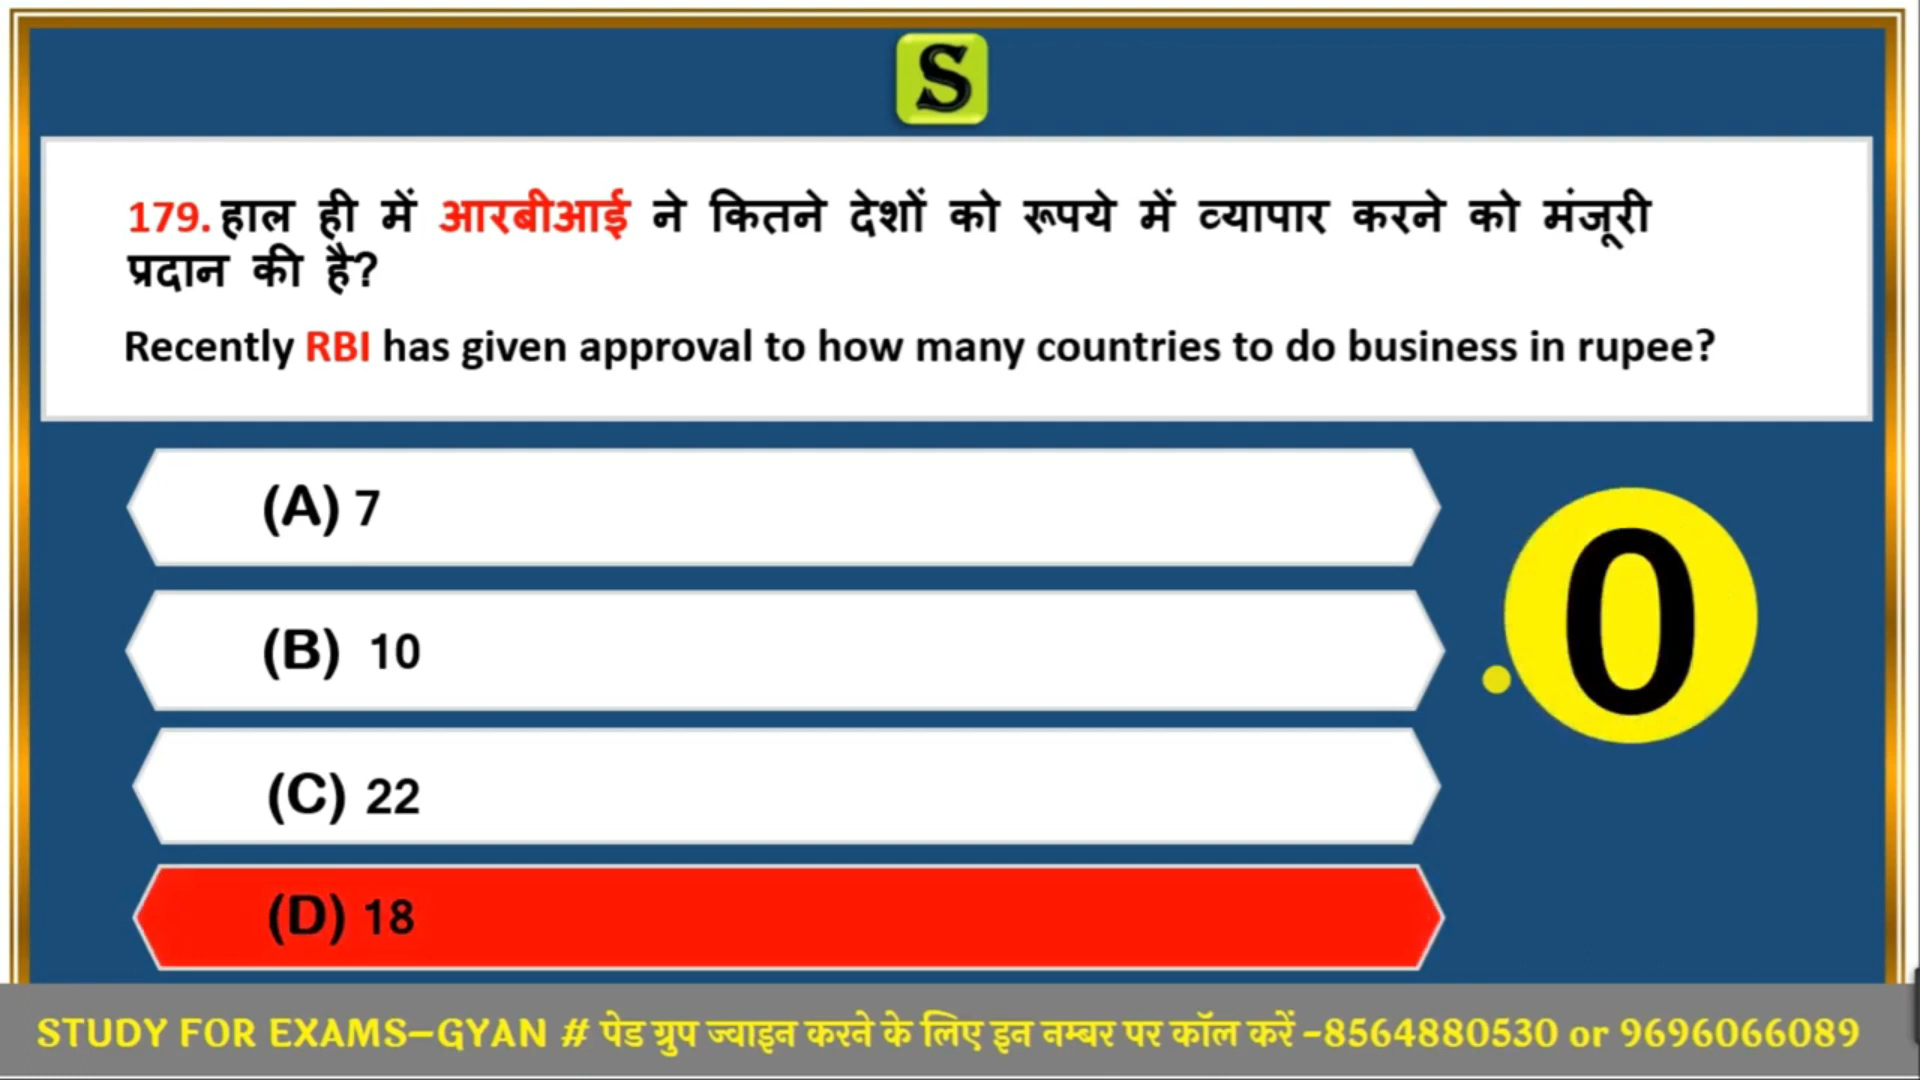 S
179. हाल ही में आरबीआई ने कितने देशों को रूपये में व्यापार करने को मंजूरी
प्रदान की है?
Recently RBI has given approval to how many countries to do business in rupee?
(A) 7
(B) 10
(C) 22
(D) 18
0
STUDY FOR EXAMS–GYAN # पेड ग्रुप ज्वाइन करने के लिए इन नम्बर पर कॉल करें -8564880530 or 9696066089